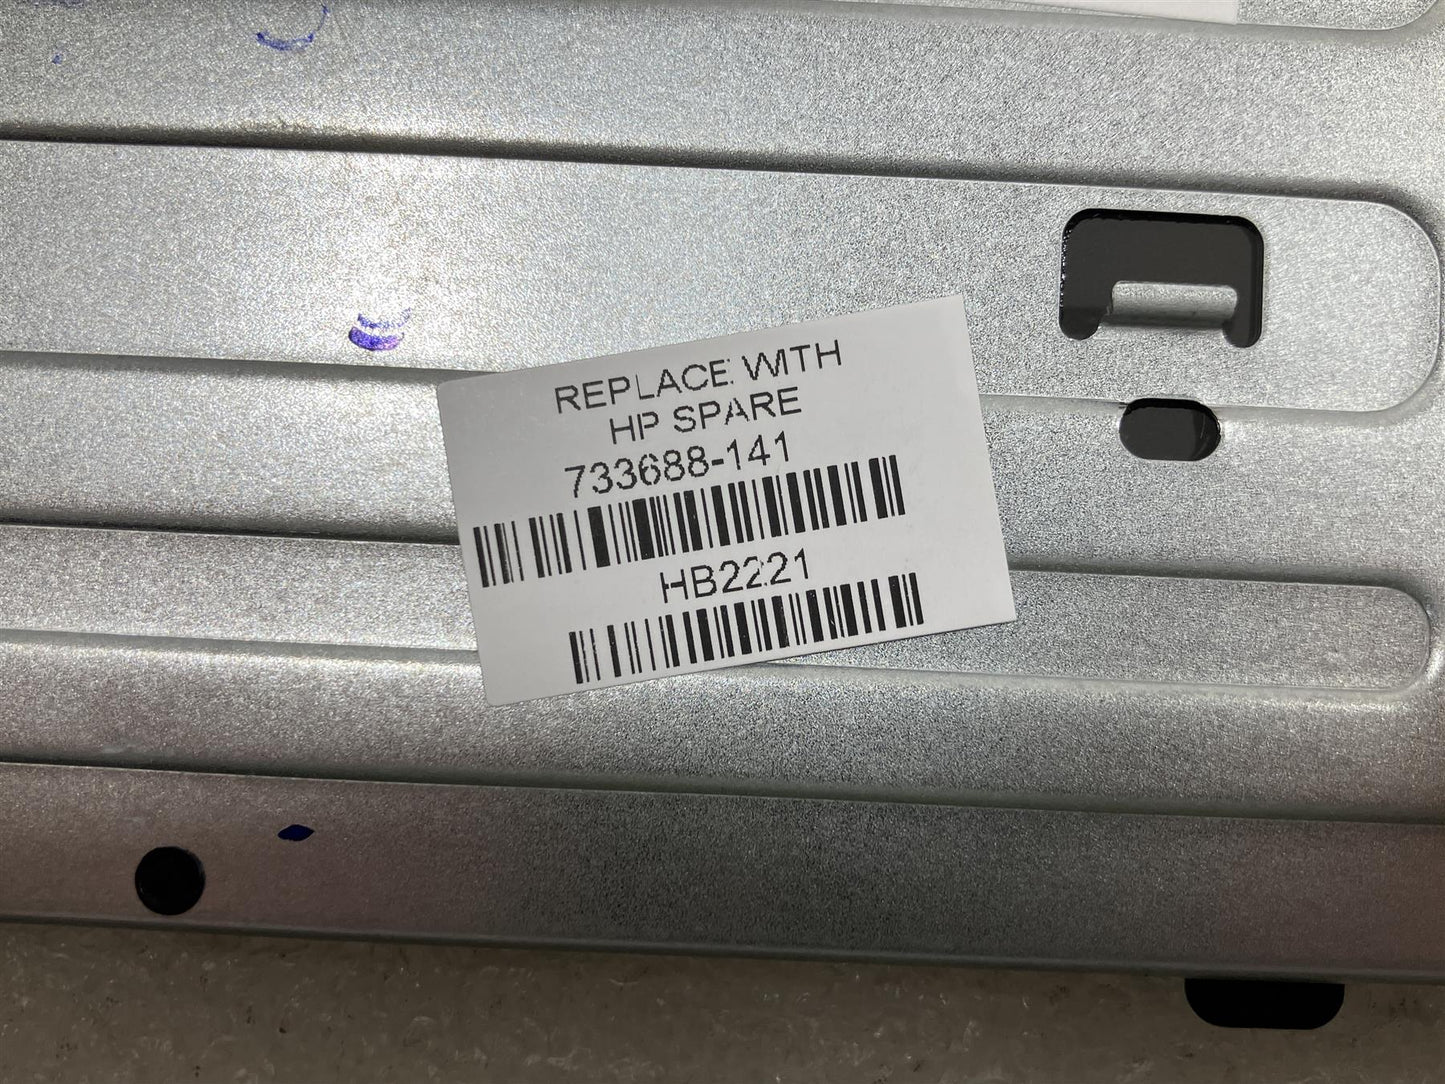 REPLACE WITH
HP SPARE
733688-141
HB2221